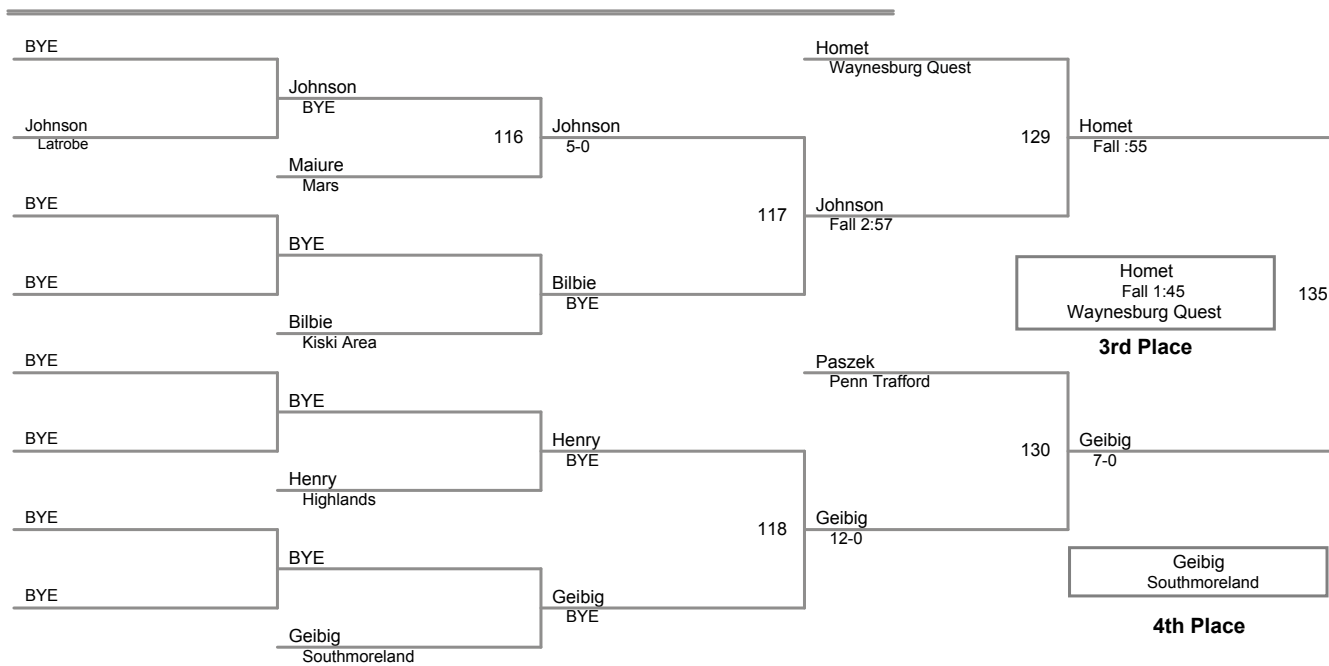 BYE
Johnson
Latrobe
BYE
BYE
BYE
BYE
BYE
BYE
Johnson
BYE
Maiure
Mars
BYE
Bilbie
Kiski Area
BYE
Henry
Highlands
BYE
Geibig
Southmoreland
116
Johnson
5-0
Bilbie
BYE
Henry
BYE
Geibig
BYE
117
118
Homet
Waynesburg Quest
Johnson
Fall 2:57
Paszek
Penn Trafford
Geibig
12-0
129
130
Homet
Fall :55
Homet
Fall 1:45
Waynesburg Quest
135
3rd Place
Geibig
7-0
Geibig
Southmoreland
4th Place